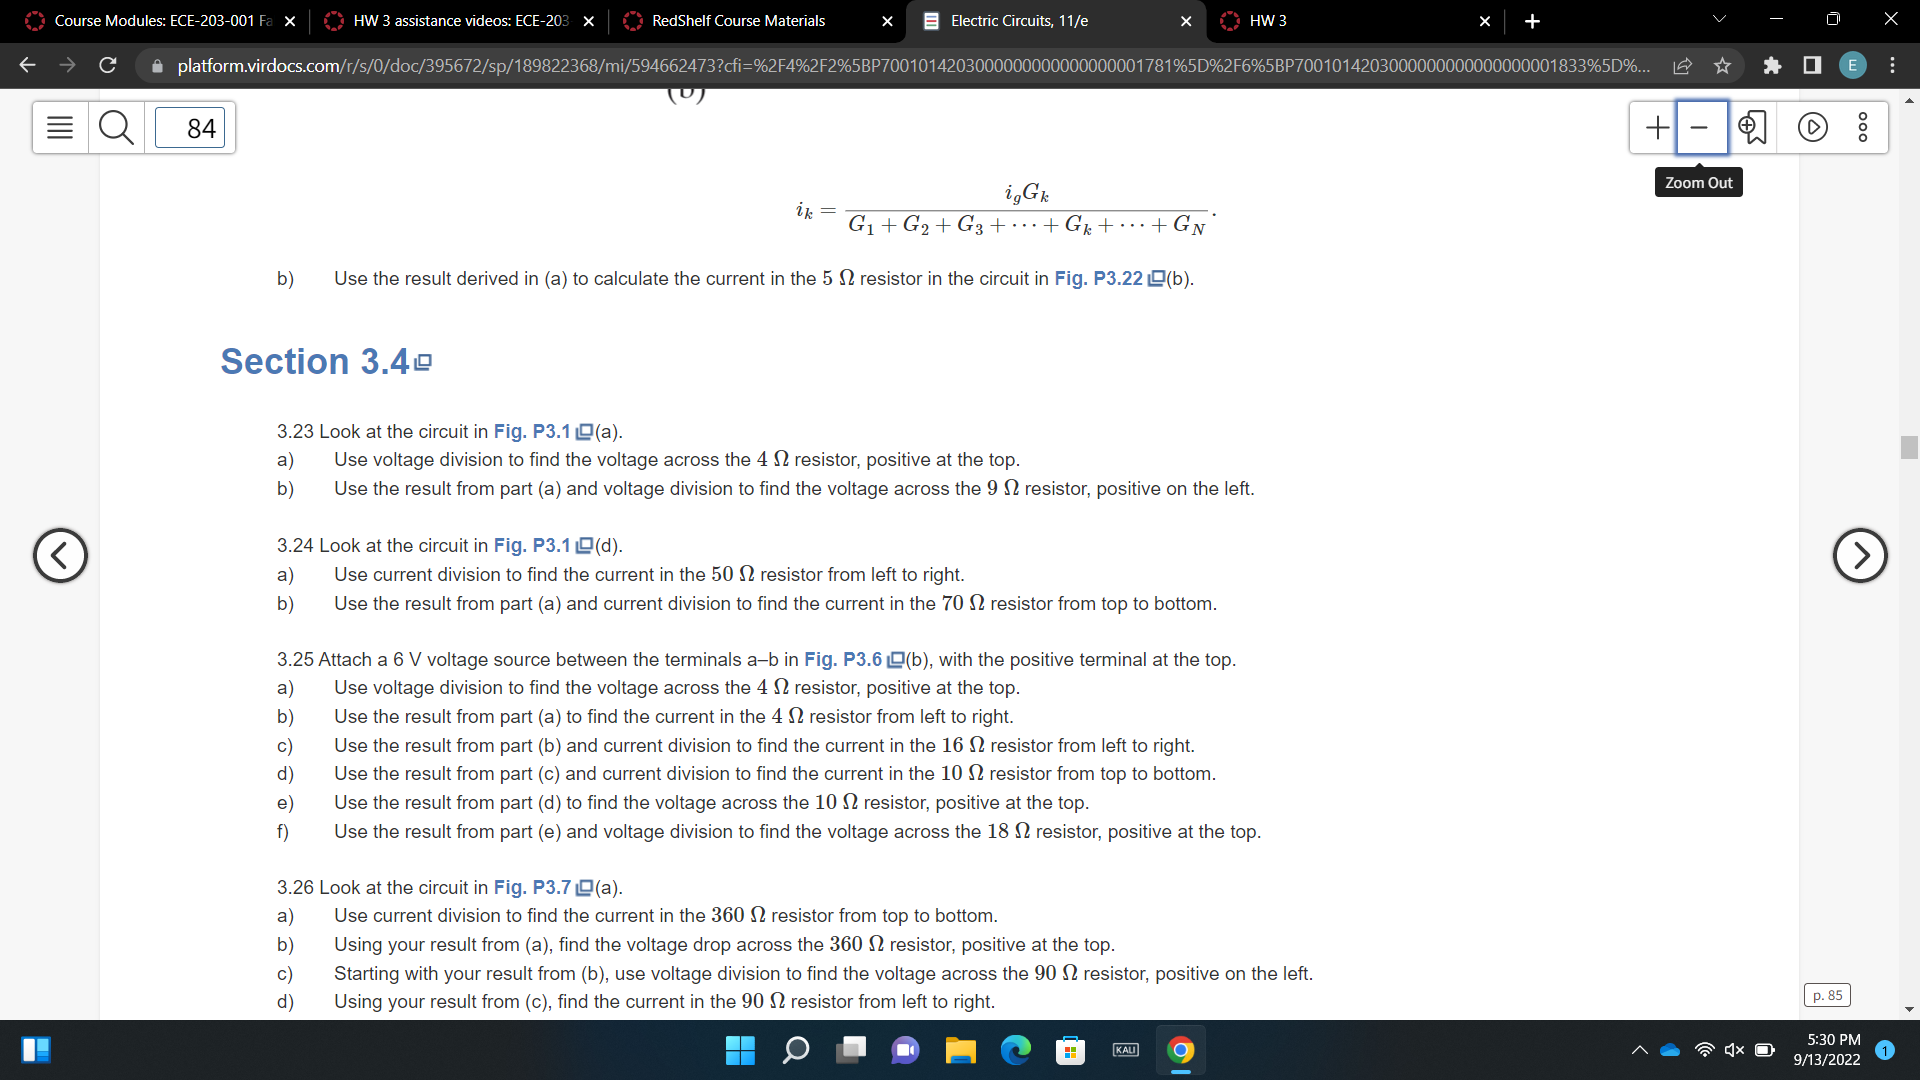 Course Modules: ECE-203-001 Fa
HW 3 assistance videos: ECE-203
RedShelf Course Materials
Electric Circuits, 11/e
HW 3
platform.virdocs.com/r/s/0/doc/395672/sp/189822368/mi/594662473?cfi=%2F4%2F2%5BP7001014203000000000000000001781%5D%2F6%5BP7001014203000000000000000001833%5D%...
E
(b)
84
Zoom Out
i_k = i_g G_k / (G_1 + G_2 + G_3 + ··· + G_k + ··· + G_N).
b) Use the result derived in (a) to calculate the current in the 5 Ω resistor in the circuit in Fig. P3.22 (b).
Section 3.4
3.23 Look at the circuit in Fig. P3.1 (a).
a) Use voltage division to find the voltage across the 4 Ω resistor, positive at the top.
b) Use the result from part (a) and voltage division to find the voltage across the 9 Ω resistor, positive on the left.
3.24 Look at the circuit in Fig. P3.1 (d).
a) Use current division to find the current in the 50 Ω resistor from left to right.
b) Use the result from part (a) and current division to find the current in the 70 Ω resistor from top to bottom.
3.25 Attach a 6 V voltage source between the terminals a–b in Fig. P3.6 (b), with the positive terminal at the top.
a) Use voltage division to find the voltage across the 4 Ω resistor, positive at the top.
b) Use the result from part (a) to find the current in the 4 Ω resistor from left to right.
c) Use the result from part (b) and current division to find the current in the 16 Ω resistor from left to right.
d) Use the result from part (c) and current division to find the current in the 10 Ω resistor from top to bottom.
e) Use the result from part (d) to find the voltage across the 10 Ω resistor, positive at the top.
f) Use the result from part (e) and voltage division to find the voltage across the 18 Ω resistor, positive at the top.
3.26 Look at the circuit in Fig. P3.7 (a).
a) Use current division to find the current in the 360 Ω resistor from top to bottom.
b) Using your result from (a), find the voltage drop across the 360 Ω resistor, positive at the top.
c) Starting with your result from (b), use voltage division to find the voltage across the 90 Ω resistor, positive on the left.
d) Using your result from (c), find the current in the 90 Ω resistor from left to right.
p. 85
KALI
5:30 PM
9/13/2022
1